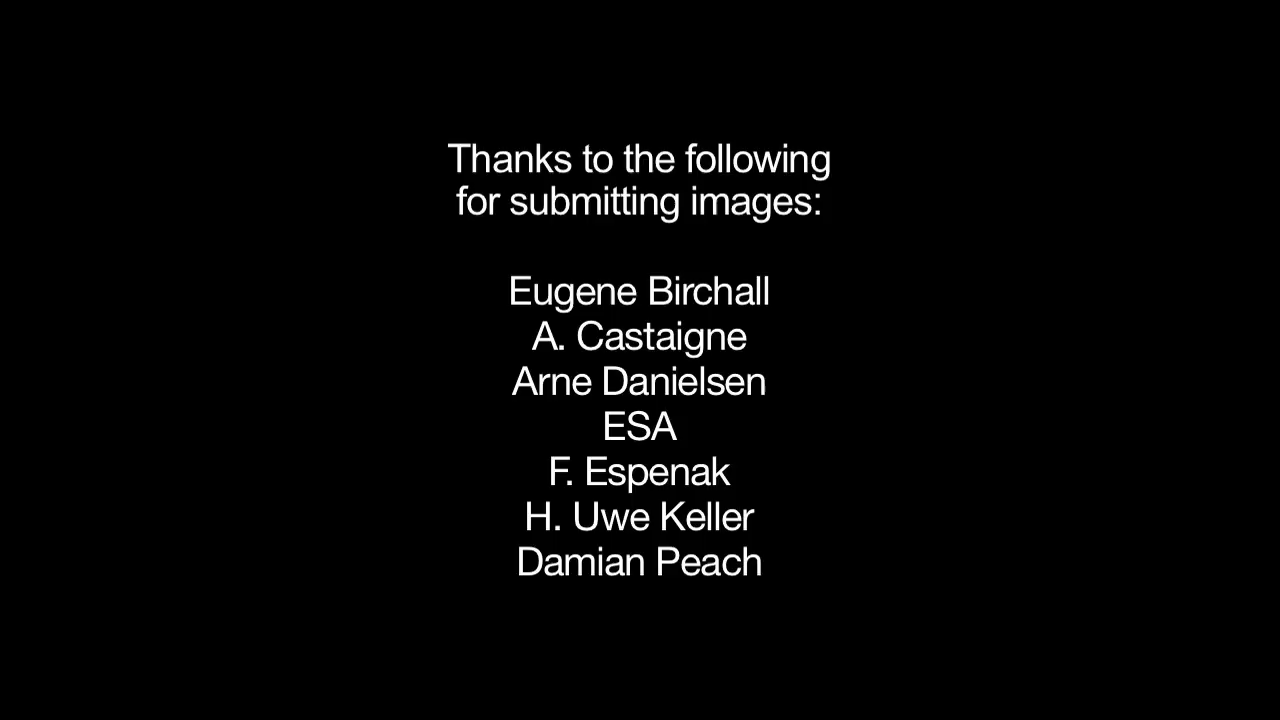 Thanks to the following
for submitting images:
Eugene Birchall
A. Castaigne
Arne Danielsen
ESA
F. Espenak
H. Uwe Keller
Damian Peach